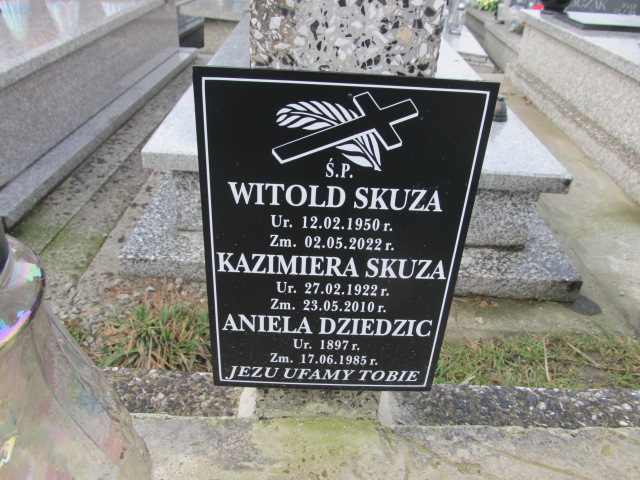 Ś.P.
WITOLD SKUZA
Ur. 12.02.1950 r.
Zm. 02.05.2022 r.
KAZIMIERA SKUZA
Ur. 27.02.1922 r.
Zm. 23.05.2010 r.
ANIELA DZIEDZIC
Ur. 1897 r.
Zm. 17.06.1985 r.
JEZU UFAMY TOBIE